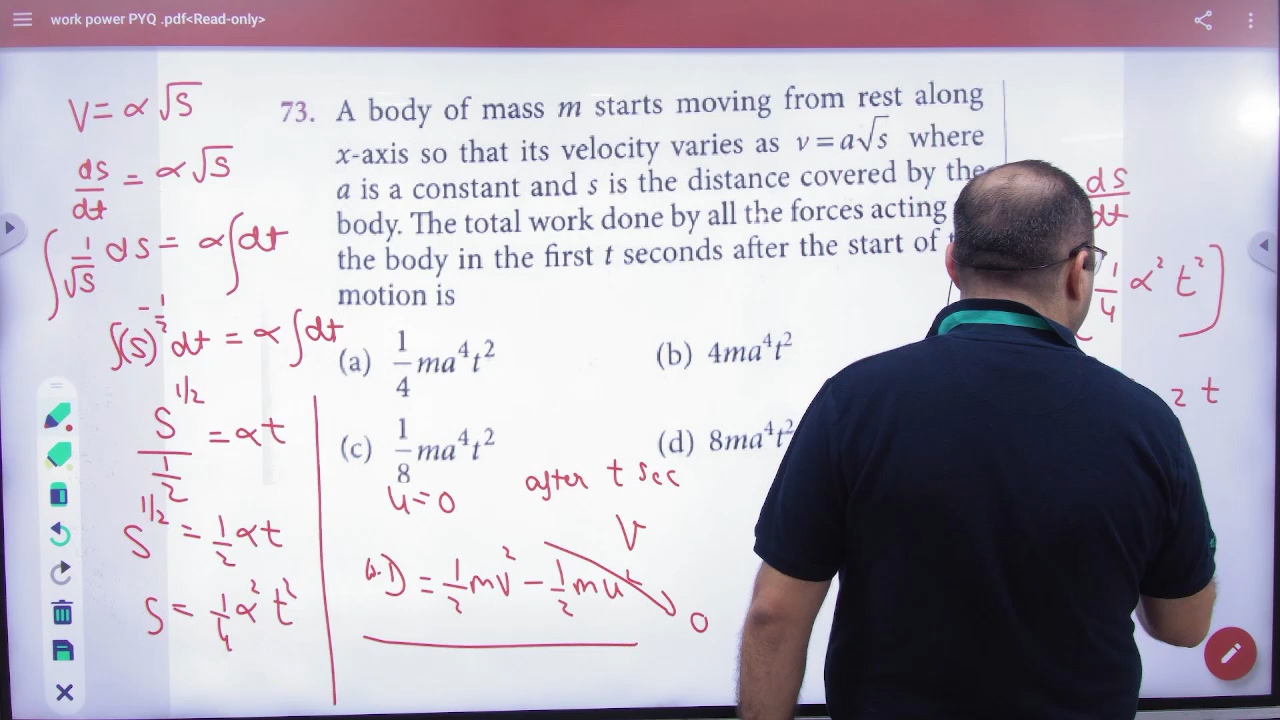 work power PYQ .pdf<Read-only>
V = α √s
ds/dt = α √s
∫ 1/√s ds = α ∫ dt
∫(s)^-1/2 dt = α ∫ dt
s^1/2 / 1/2 = αt
s^1/2 = 1/2 αt
s = 1/4 α² t²
73. A body of mass m starts moving from rest along
x-axis so that its velocity varies as v = a√s where
a is a constant and s is the distance covered by the
body. The total work done by all the forces acting
the body in the first t seconds after the start of
motion is
(a) 1/4 ma⁴t²
(b) 4ma⁴t²
(c) 1/8 ma⁴t²
(d) 8ma⁴t²
u = 0
after t sec
V
W.D = 1/2 mv² − 1/2 mu²
0
ds/dt
1/4 α² t²]
2 t